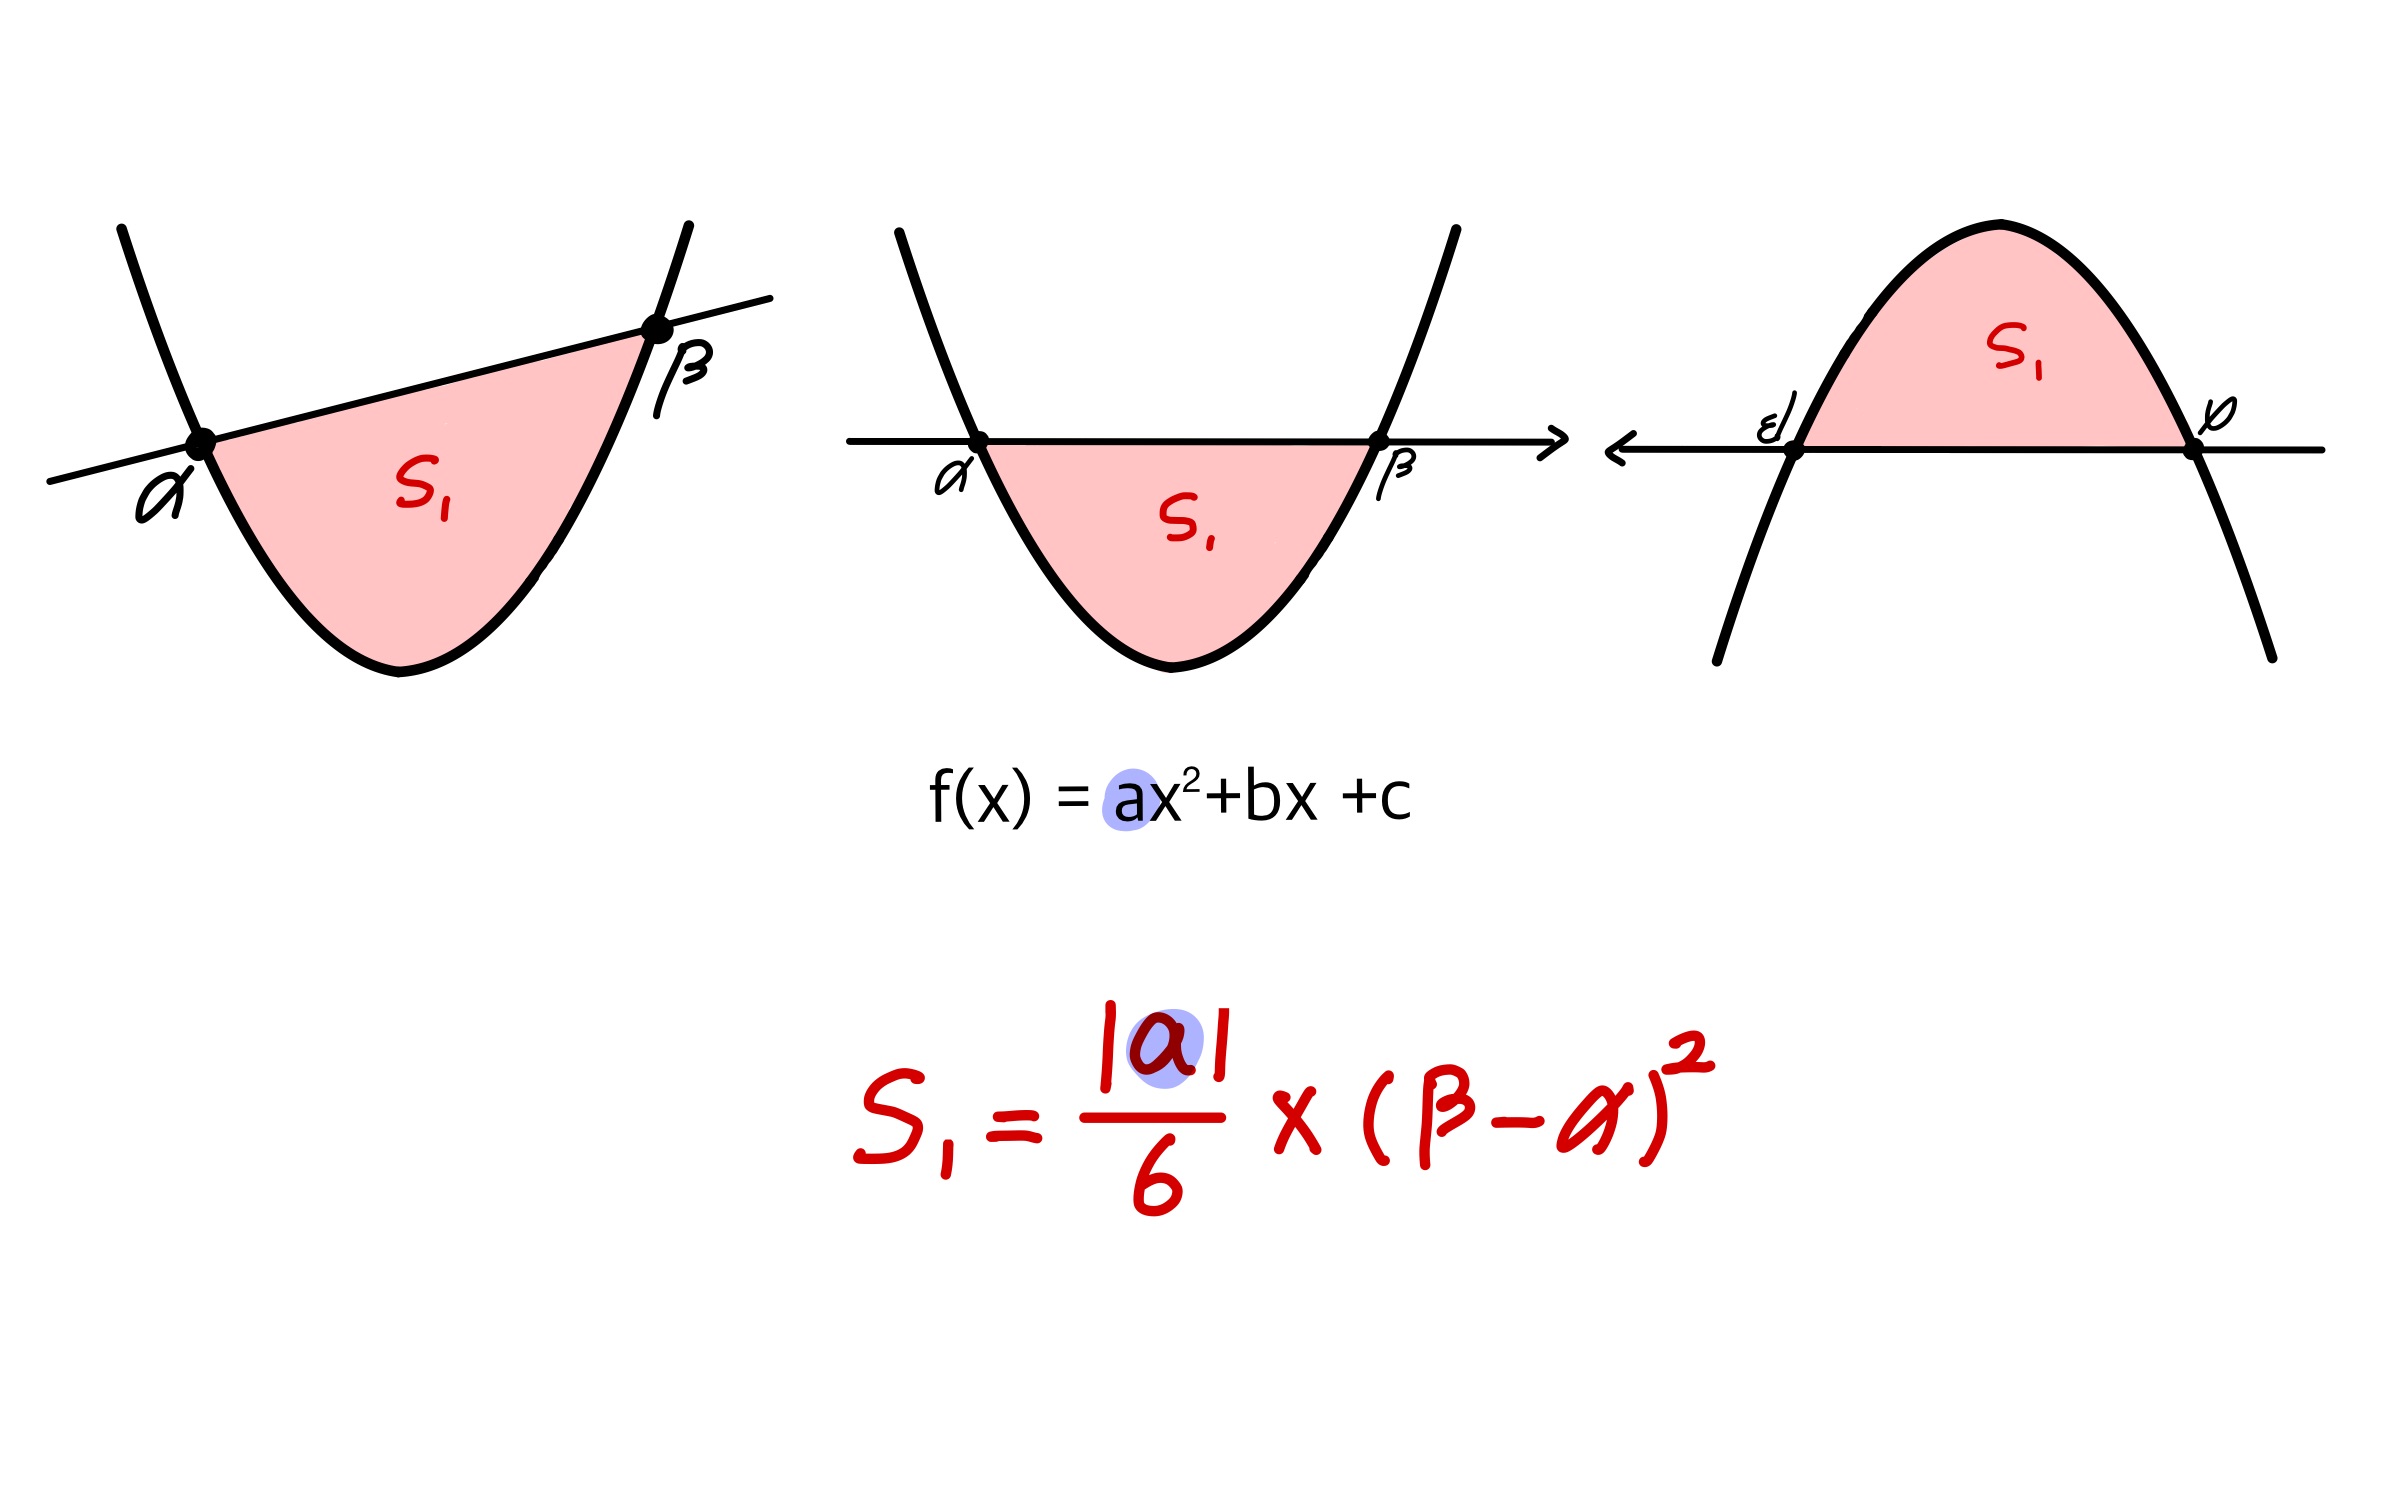 α
β
S₁
α
β
S₁
β
α
S₁
f(x) = ax²+bx +c
S₁ = |a|/6 × (β-α)²